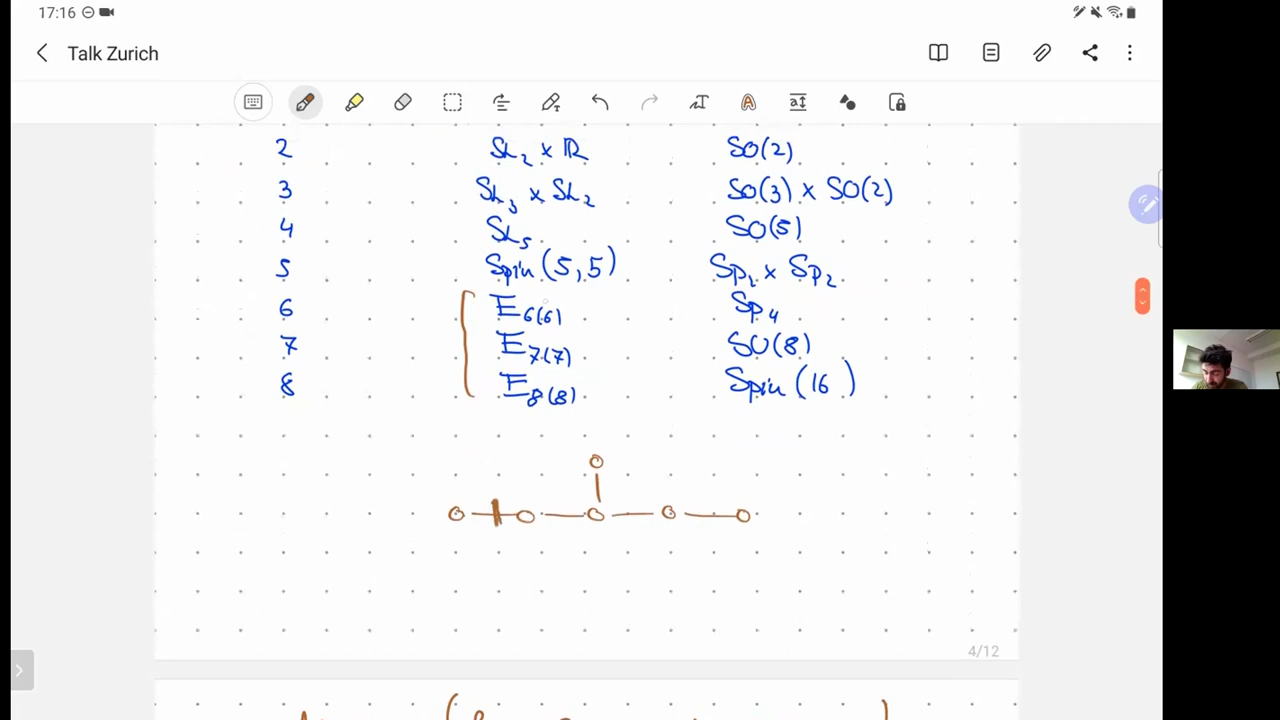 17:16
Talk Zurich
2 SL₂ × ℝ SO(2)
3 SL₃ × SL₂ SO(3) × SO(2)
4 SL₅ SO(5)
5 Spin(5,5) Sp₂ × Sp₂
6 E₆₍₆₎ Sp₄
7 E₇₍₇₎ SU(8)
8 E₈₍₈₎ Spin(16)
4/12